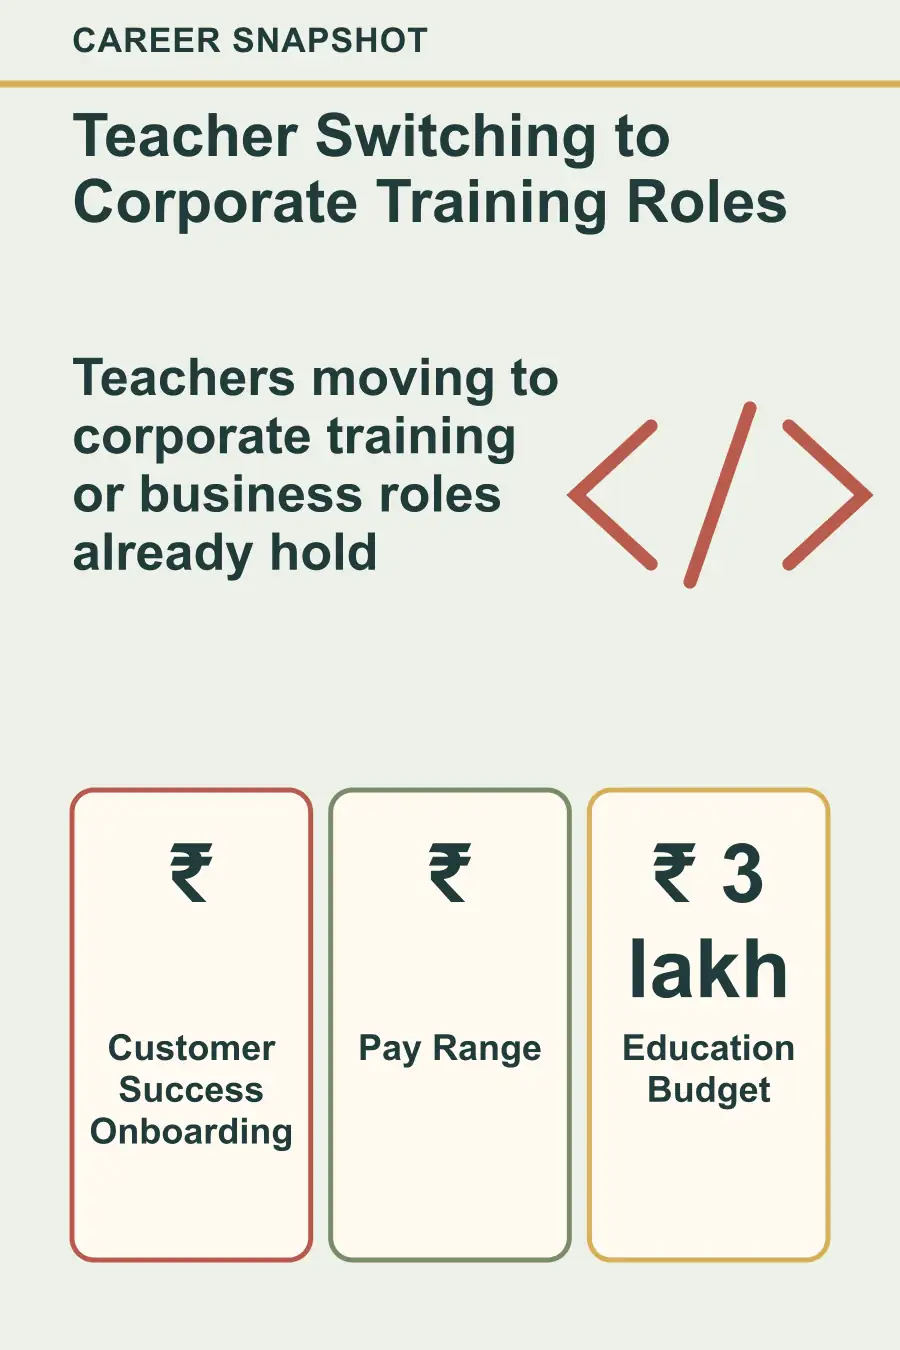 CAREER SNAPSHOT
Teacher Switching to
Corporate Training Roles
Teachers moving to
corporate training
or business roles
already hold
₹
Customer
Success
Onboarding
₹
Pay Range
₹ 3
lakh
Education
Budget